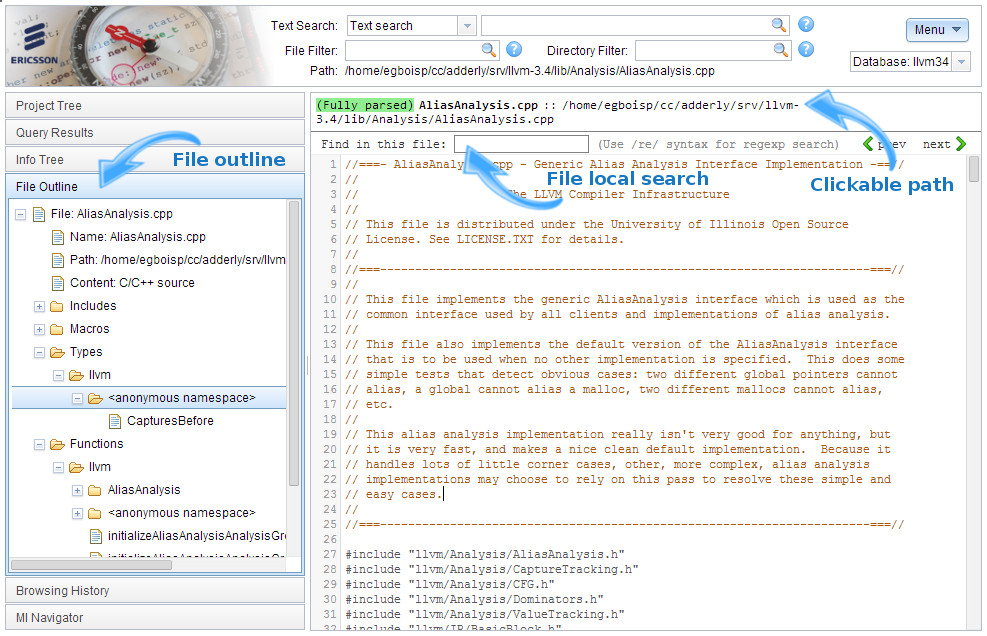 ERICSSON
Text Search: Text search
File Filter: Directory Filter:
Path: /home/egboisp/cc/adderly/srv/llvm-3.4/lib/Analysis/AliasAnalysis.cpp
Menu
Database: llvm34
Project Tree
Query Results
Info Tree
File outline
File Outline
File: AliasAnalysis.cpp
Name: AliasAnalysis.cpp
Path: /home/egboisp/cc/adderly/srv/llvm
Content: C/C++ source
Includes
Macros
Types
llvm
<anonymous namespace>
CapturesBefore
Functions
llvm
AliasAnalysis
<anonymous namespace>
initializeAliasAnalysisAnalysisGr
Browsing History
MI Navigator
(Fully parsed) AliasAnalysis.cpp :: /home/egboisp/cc/adderly/srv/llvm-
3.4/lib/Analysis/AliasAnalysis.cpp
Find in this file: (Use /re/ syntax for regexp search) prev next
File local search
Clickable path
1 //===- AliasAnaly cpp - Generic Alias Analysis Interface Implementation -===//
2 //
3 // The LLVM Compiler Infrastructure
4 //
5 // This file is distributed under the University of Illinois Open Source
6 // License. See LICENSE.TXT for details.
7 //
8 //===----------------------------------------------------------------------===//
9 //
10 // This file implements the generic AliasAnalysis interface which is used as the
11 // common interface used by all clients and implementations of alias analysis.
12 //
13 // This file also implements the default version of the AliasAnalysis interface
14 // that is to be used when no other implementation is specified.  This does some
15 // simple tests that detect obvious cases: two different global pointers cannot
16 // alias, a global cannot alias a malloc, two different mallocs cannot alias,
17 // etc.
18 //
19 // This alias analysis implementation really isn't very good for anything, but
20 // it is very fast, and makes a nice clean default implementation.  Because it
21 // handles lots of little corner cases, other, more complex, alias analysis
22 // implementations may choose to rely on this pass to resolve these simple and
23 // easy cases.
24 //
25 //===----------------------------------------------------------------------===//
26
27 #include "llvm/Analysis/AliasAnalysis.h"
28 #include "llvm/Analysis/CaptureTracking.h"
29 #include "llvm/Analysis/CFG.h"
30 #include "llvm/Analysis/Dominators.h"
31 #include "llvm/Analysis/ValueTracking.h"
32 #include "llvm/IR/BasicBlock.h"